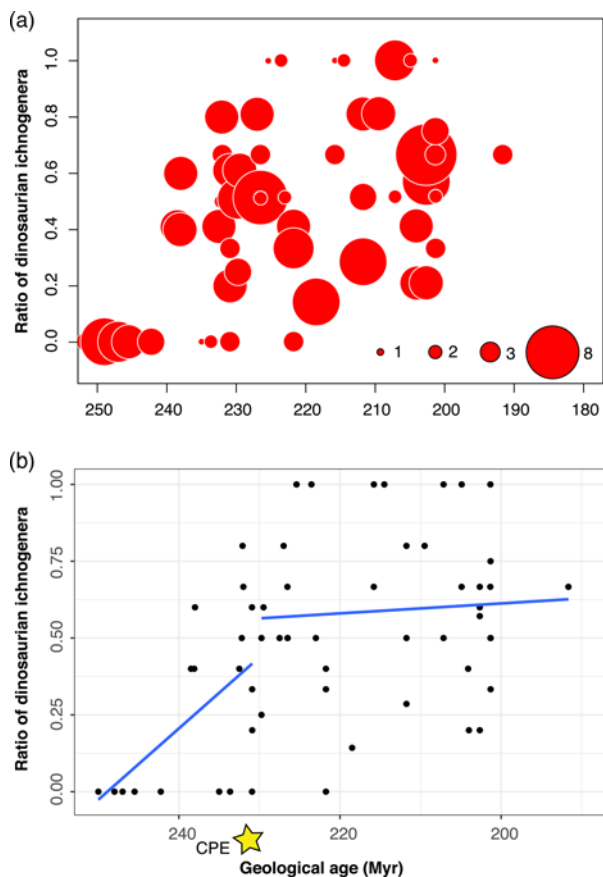 (a)
Ratio of dinosaurian ichnogenera
1.0
0.8
0.6
0.4
0.2
0.0
1 2 3 8
250 240 230 220 210 200 190 180
(b)
Ratio of dinosaurian ichnogenera
1.00
0.75
0.50
0.25
0.00
240 220 200
CPE
Geological age (Myr)